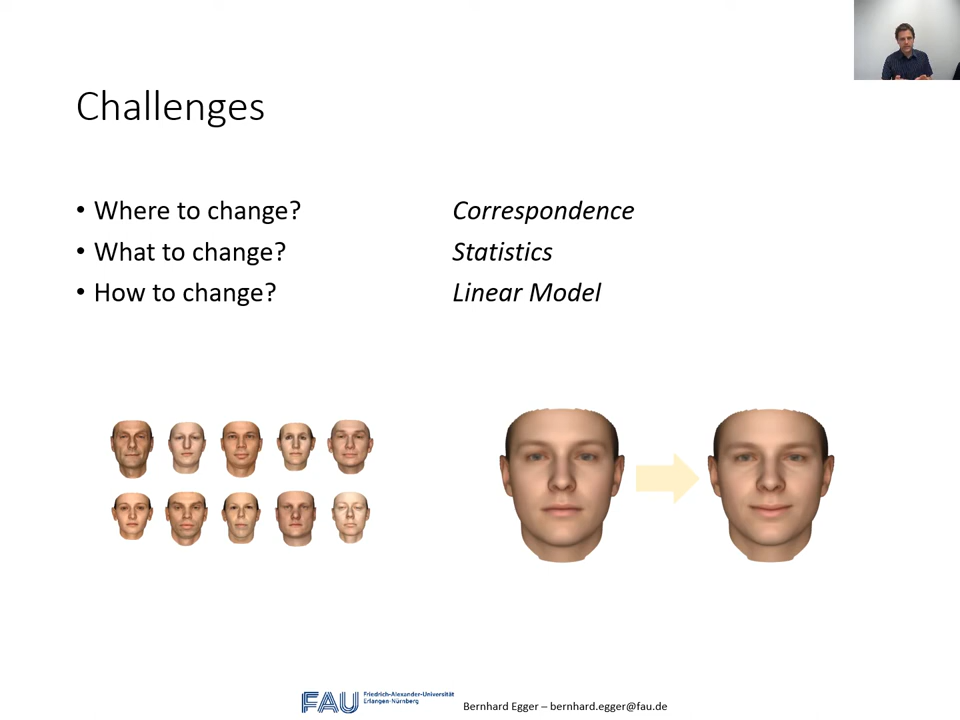 Challenges
• Where to change? Correspondence
• What to change? Statistics
• How to change? Linear Model
FAU Friedrich-Alexander-Universität
Erlangen-Nürnberg
Bernhard Egger – bernhard.egger@fau.de